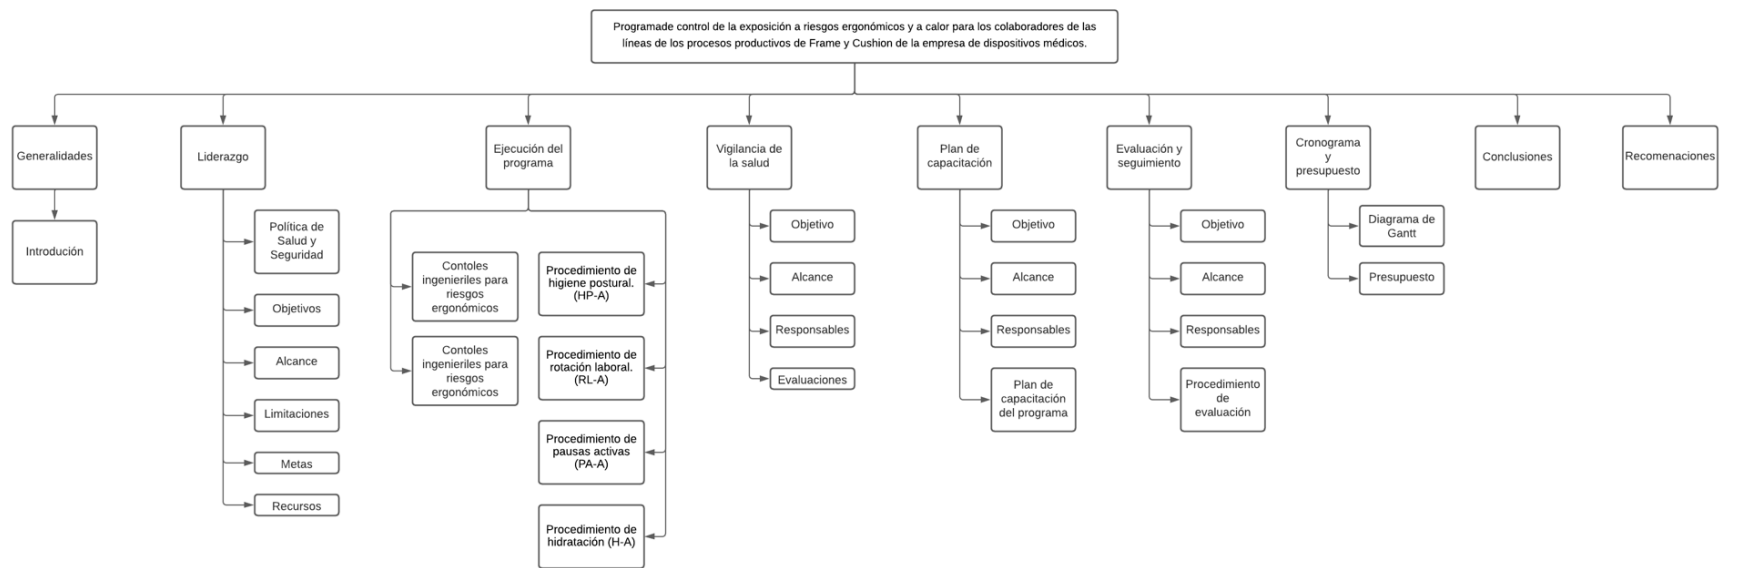 Programade control de la exposición a riesgos ergonómicos y a calor para los colaboradores de las
líneas de los procesos productivos de Frame y Cushion de la empresa de dispositivos médicos.
Generalidades
Introdución
Liderazgo
Política de
Salud y
Seguridad
Objetivos
Alcance
Limitaciones
Metas
Recursos
Ejecución del
programa
Contoles
ingenieriles para
riesgos
ergonómicos
Contoles
ingenieriles para
riesgos
ergonómicos
Procedimiento de
higiene postural.
(HP-A)
Procedimiento de
rotación laboral.
(RL-A)
Procedimiento de
pausas activas
(PA-A)
Procedimiento de
hidratación (H-A)
Vigilancia de
la salud
Objetivo
Alcance
Responsables
Evaluaciones
Plan de
capacitación
Objetivo
Alcance
Responsables
Plan de
capacitación
del programa
Evaluación y
seguimiento
Objetivo
Alcance
Responsables
Procedimiento
de
evaluación
Cronograma
y
presupuesto
Diagrama de
Gantt
Presupuesto
Conclusiones
Recomenaciones